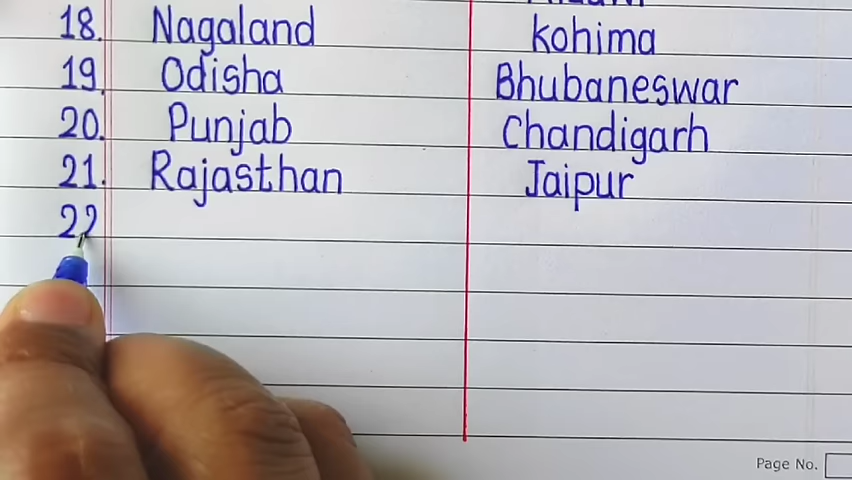 18. Nagaland Kohima
19. Odisha Bhubaneswar
20. Punjab Chandigarh
21. Rajasthan Jaipur
22
Page No.